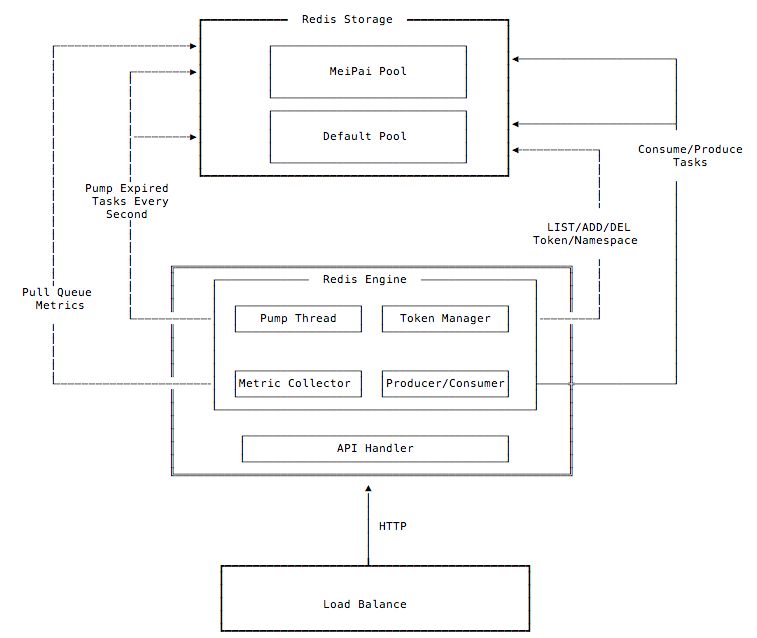 Redis Storage
MeiPai Pool
Default Pool
Consume/Produce
Tasks
Pump Expired
Tasks Every
Second
LIST/ADD/DEL
Token/Namespace
Pull Queue
Metrics
Redis Engine
Pump Thread
Token Manager
Metric Collector
Producer/Consumer
API Handler
HTTP
Load Balance